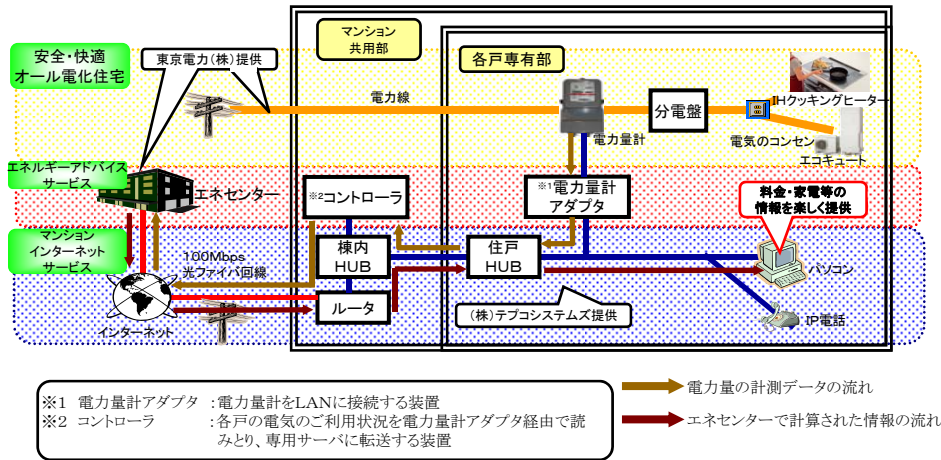 マンション
共用部
各戸専有部
安全・快適
オール電化住宅
東京電力(株)提供
電力線
電力量計
分電盤
IHクッキングヒーター
電気のコンセン
エコキュート
エネルギーアドバイス
サービス
エネセンター
※2コントローラ
※1電力量計
アダプタ
料金・家電等の
情報を楽しく提供
マンション
インターネット
サービス
100Mbps
光ファイバ回線
棟内
HUB
住戸
HUB
パソコン
ルータ
(株)テプコシステムズ提供
インターネット
IP電話
※1 電力量計アダプタ :電力量計をLANに接続する装置
※2 コントローラ :各戸の電気のご利用状況を電力量計アダプタ経由で読
みとり、専用サーバに転送する装置
電力量の計測データの流れ
エネセンターで計算された情報の流れ